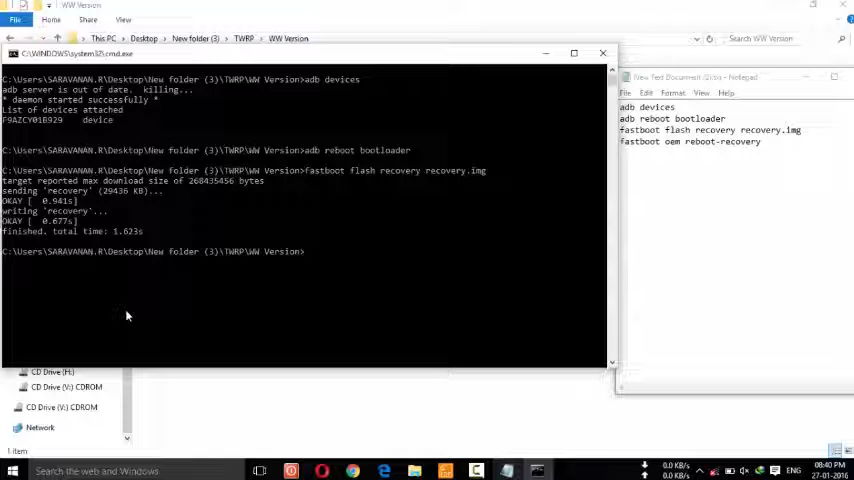 WW Version
File
Home
Share
View
This PC
Desktop
New folder (3)
TWRP
WW Version
Search WW Version
C:\WINDOWS\system32\cmd.exe
C:\Users\SARAVANAN.R\Desktop\New folder (3)\TWRP\WW Version>adb devices
adb server is out of date.  killing...
* daemon started successfully *
List of devices attached
F9AZCY01B929    device
C:\Users\SARAVANAN.R\Desktop\New folder (3)\TWRP\WW Version>adb reboot bootloader
C:\Users\SARAVANAN.R\Desktop\New folder (3)\TWRP\WW Version>fastboot flash recovery recovery.img
target reported max download size of 268435456 bytes
sending 'recovery' (29436 KB)...
OKAY [  0.941s]
writing 'recovery'...
OKAY [  0.677s]
finished. total time: 1.623s
C:\Users\SARAVANAN.R\Desktop\New folder (3)\TWRP\WW Version>
New Text Document (2).txt - Notepad
File
Edit
Format
View
Help
adb devices
adb reboot bootloader
fastboot flash recovery recovery.img
fastboot oem reboot-recovery
CD Drive (H:)
CD Drive (V:) CDROM
CD Drive (V:) CDROM
Network
1 item
Search the web and Windows
0.0 KB/s
0.0 KB/s
ENG
08:40 PM
27-01-2016